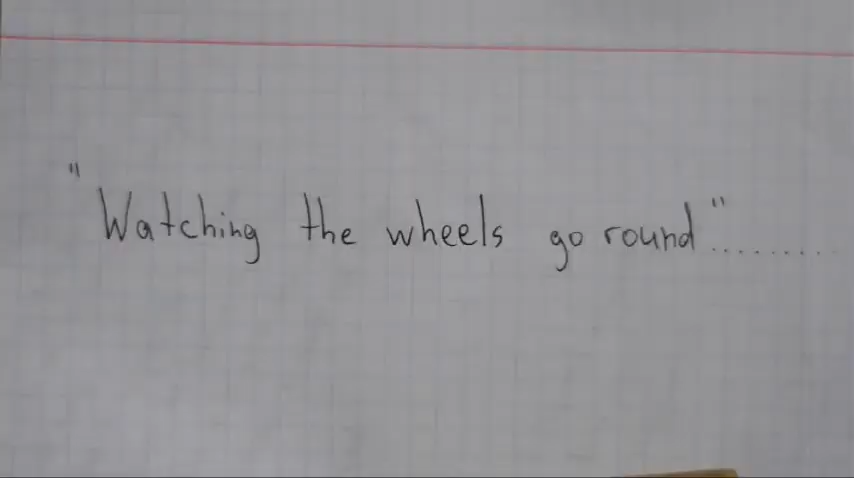 "Watching the wheels go round".........